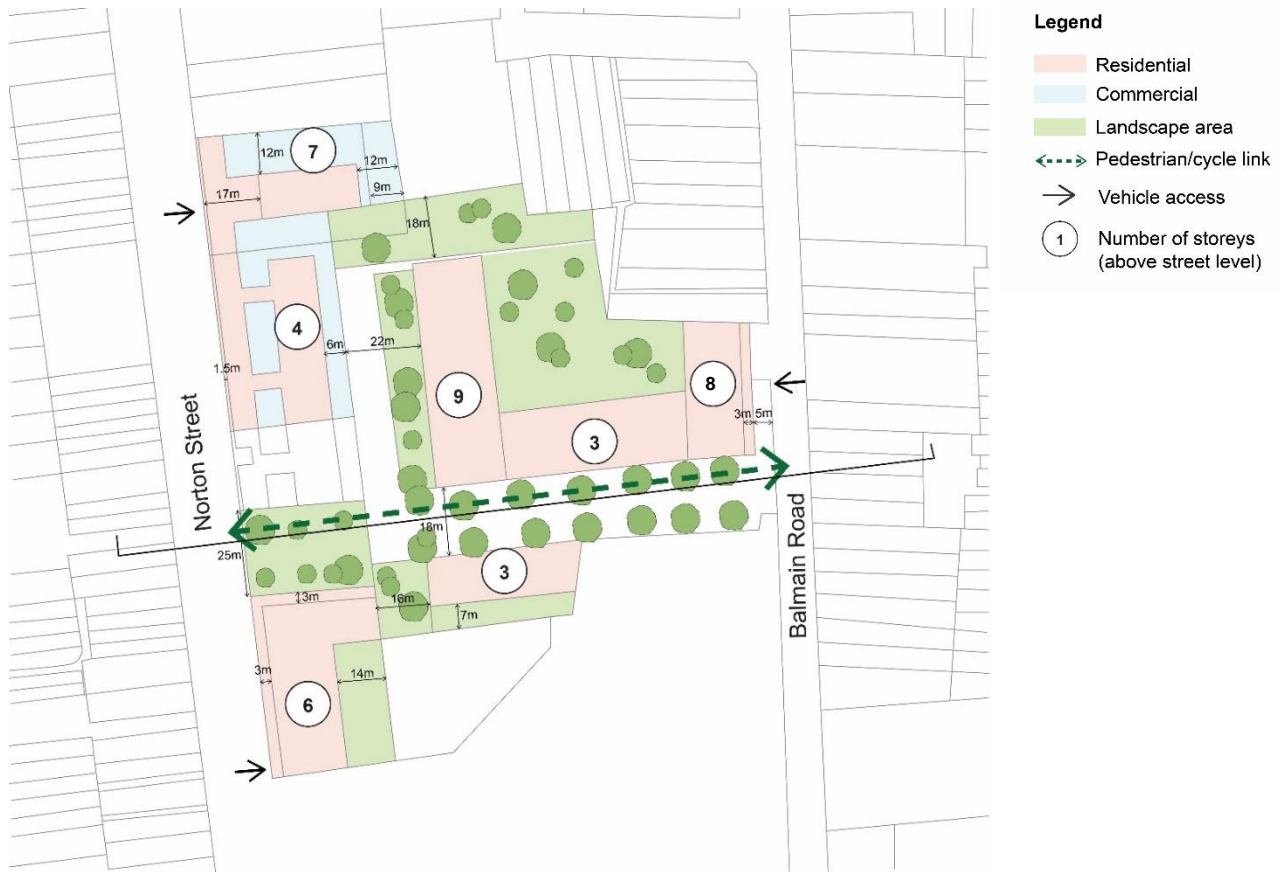 Legend
Residential
Commercial
Landscape area
Pedestrian/cycle link
Vehicle access
1
Number of storeys
(above street level)
7
12m
12m
9m
17m
18m
4
6m
22m
1.5m
9
8
3m
5m
3
Norton Street
18m
25m
3
3m
16m
7m
3m
14m
6
Balmain Road